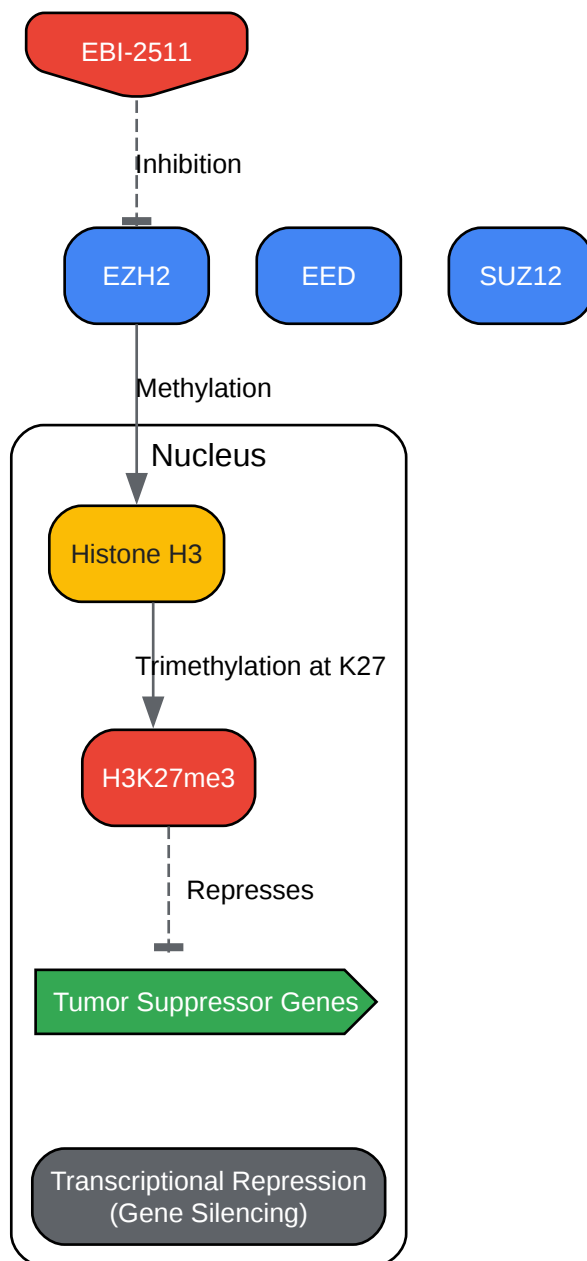 EBI-2511
Inhibition
EZH2
EED
SUZ12
Methylation
Nucleus
Histone H3
Trimethylation at K27
H3K27me3
Represses
Tumor Suppressor Genes
Transcriptional Repression
(Gene Silencing)